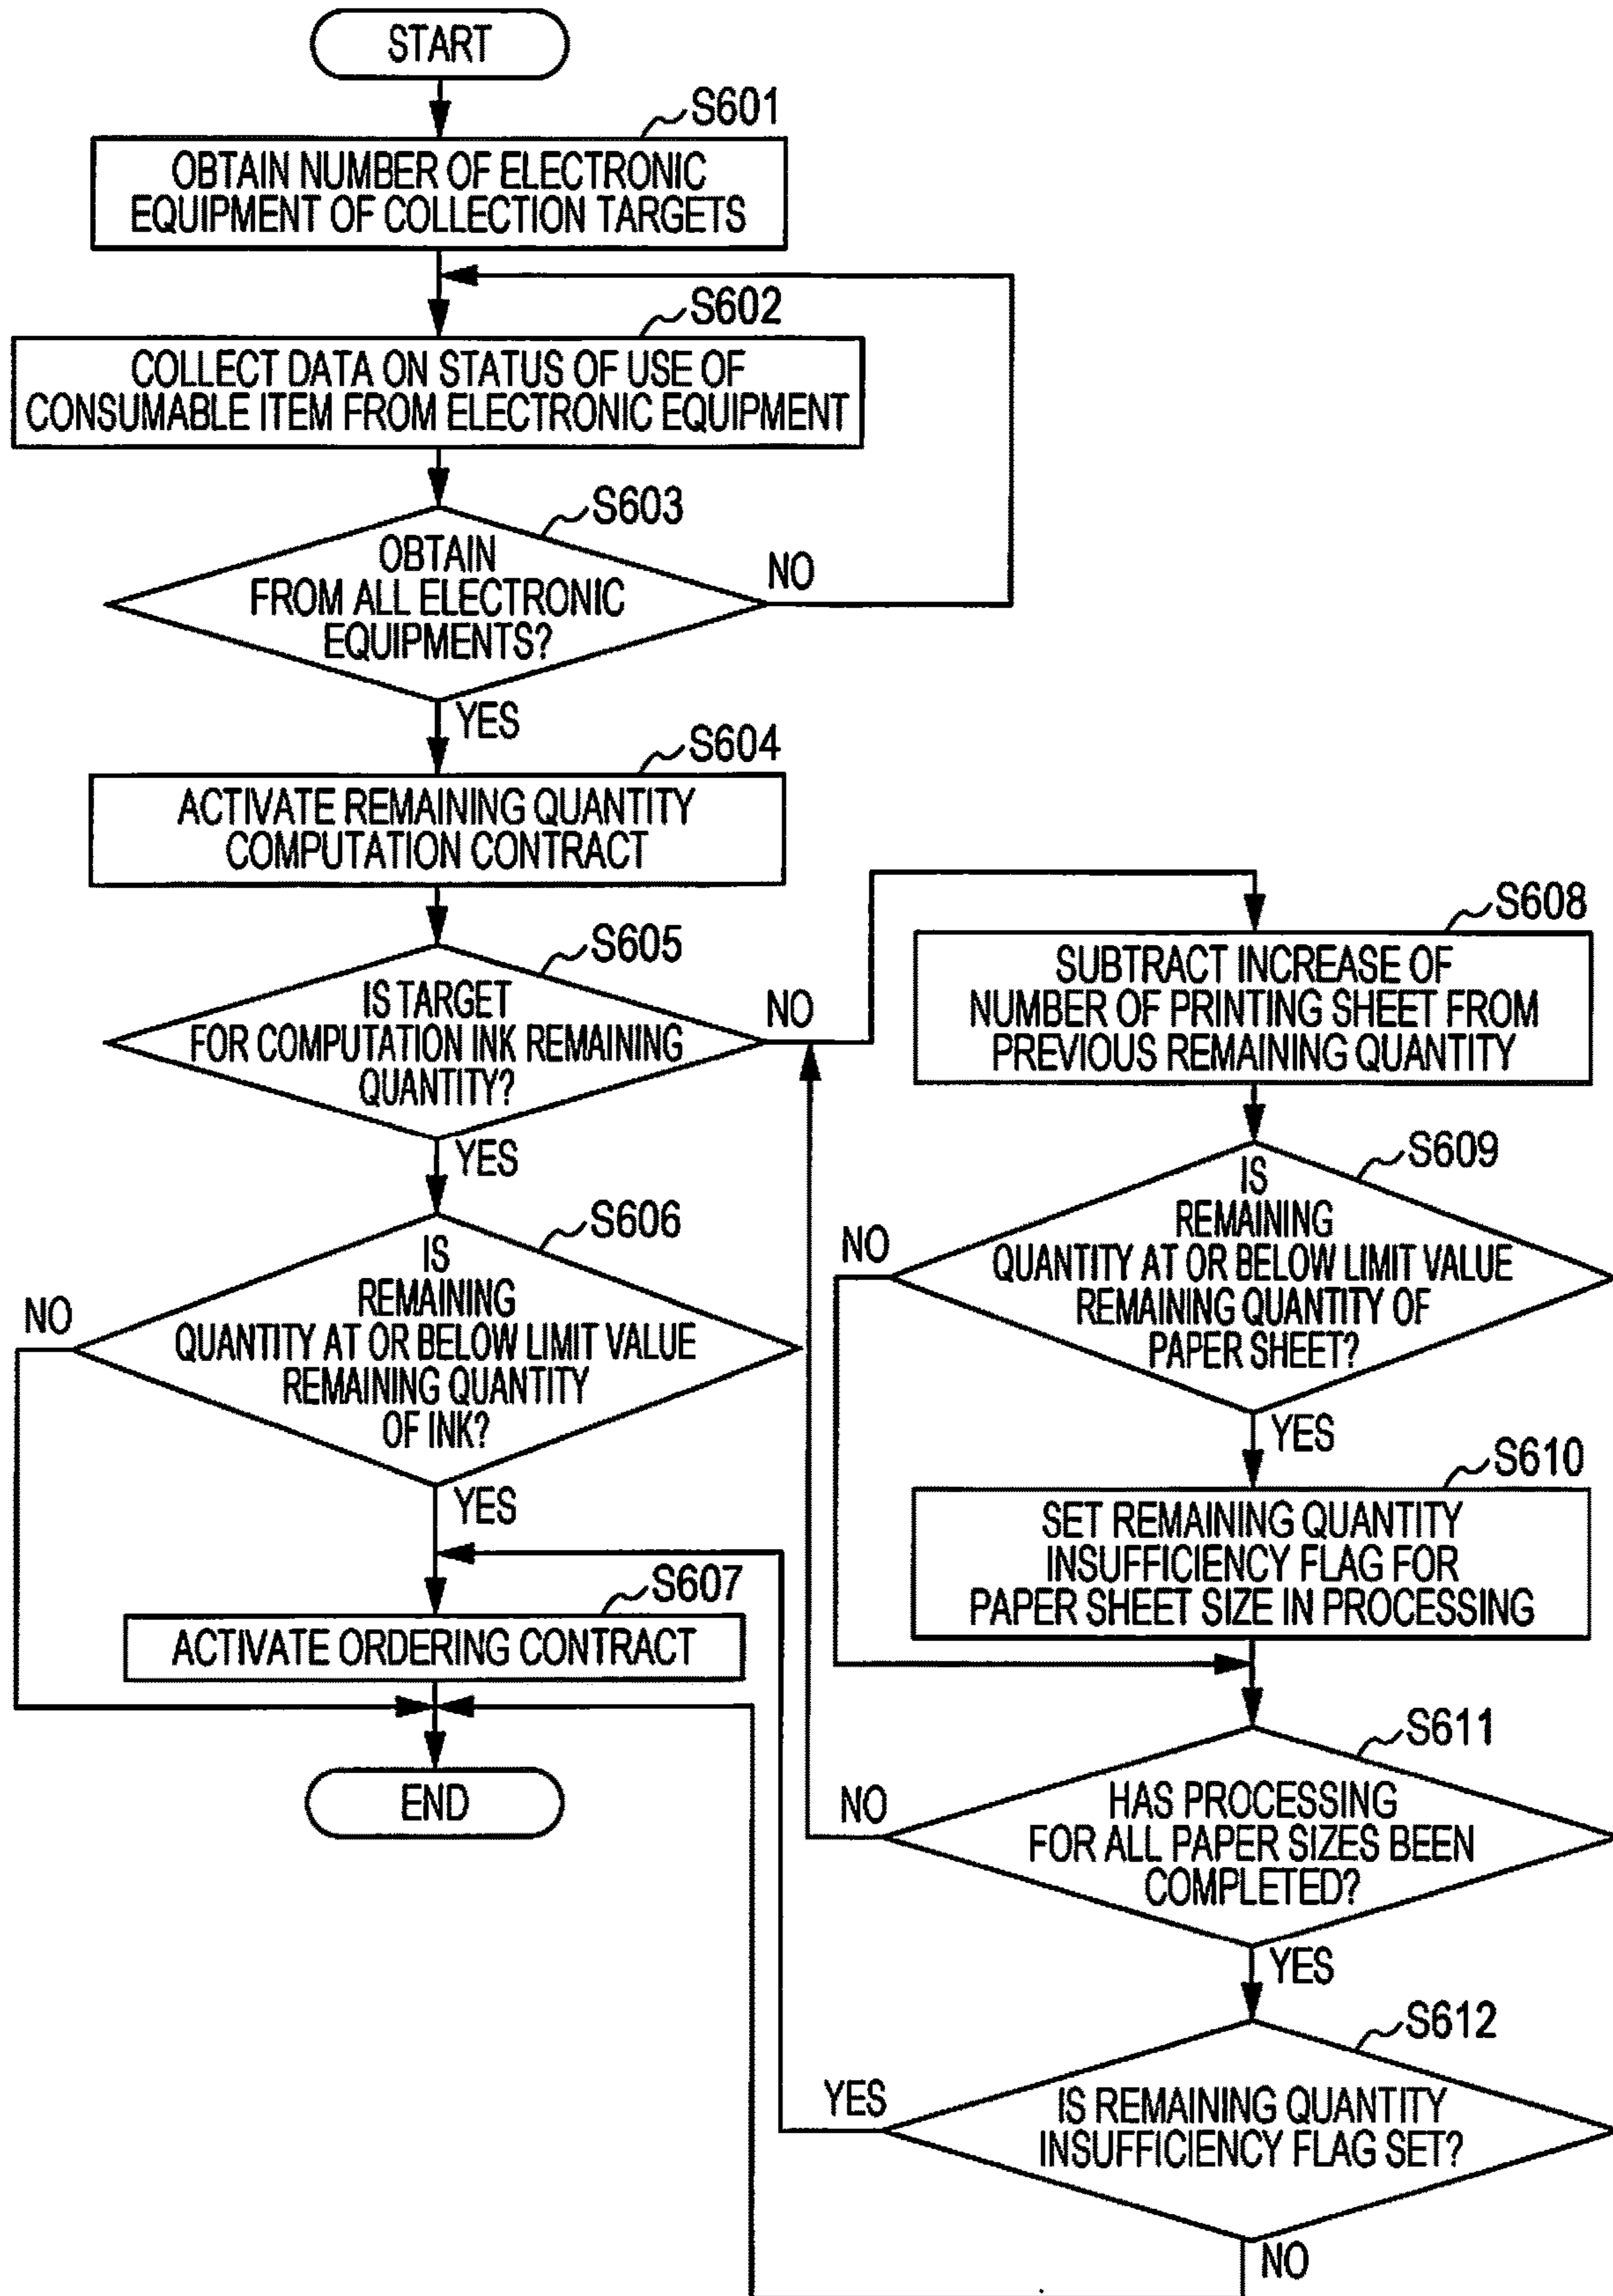 START
S601
OBTAIN NUMBER OF ELECTRONIC
EQUIPMENT OF COLLECTION TARGETS
S602
COLLECT DATA ON STATUS OF USE OF
CONSUMABLE ITEM FROM ELECTRONIC EQUIPMENT
S603
OBTAIN
FROM ALL ELECTRONIC
EQUIPMENTS?
NO
YES
S604
ACTIVATE REMAINING QUANTITY
COMPUTATION CONTRACT
S605
IS TARGET
FOR COMPUTATION INK REMAINING
QUANTITY?
NO
YES
S606
IS
REMAINING
QUANTITY AT OR BELOW LIMIT VALUE
REMAINING QUANTITY
OF INK?
NO
YES
S607
ACTIVATE ORDERING CONTRACT
END
S608
SUBTRACT INCREASE OF
NUMBER OF PRINTING SHEET FROM
PREVIOUS REMAINING QUANTITY
S609
IS
REMAINING
QUANTITY AT OR BELOW LIMIT VALUE
REMAINING QUANTITY OF
PAPER SHEET?
NO
YES
S610
SET REMAINING QUANTITY
INSUFFICIENCY FLAG FOR
PAPER SHEET SIZE IN PROCESSING
S611
HAS PROCESSING
FOR ALL PAPER SIZES BEEN
COMPLETED?
NO
YES
S612
IS REMAINING QUANTITY
INSUFFICIENCY FLAG SET?
YES
NO